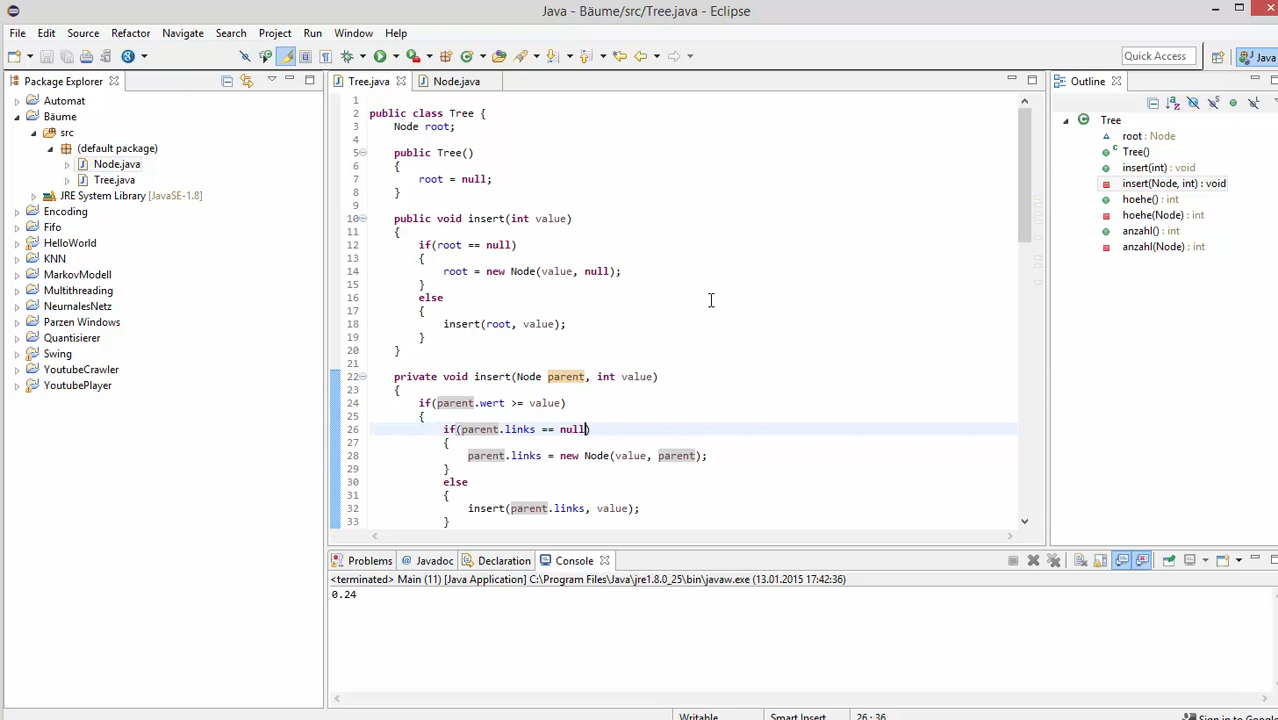 Java - Bäume/src/Tree.java - Eclipse
File Edit Source Refactor Navigate Search Project Run Window Help
Quick Access
Java
Package Explorer
Automat
Bäume
src
(default package)
Node.java
Tree.java
JRE System Library [JavaSE-1.8]
Encoding
Fifo
HelloWorld
KNN
MarkovModell
Multithreading
NeurnalesNetz
Parzen Windows
Quantisierer
Swing
YoutubeCrawler
YoutubePlayer
Tree.java
Node.java
1
2 public class Tree {
3 Node root;
4
5 public Tree()
6 {
7 root = null;
8 }
9
10 public void insert(int value)
11 {
12 if(root == null)
13 {
14 root = new Node(value, null);
15 }
16 else
17 {
18 insert(root, value);
19 }
20 }
21
22 private void insert(Node parent, int value)
23 {
24 if(parent.wert >= value)
25 {
26 if(parent.links == null)
27 {
28 parent.links = new Node(value, parent);
29 }
30 else
31 {
32 insert(parent.links, value);
33 }
Outline
Tree
root : Node
Tree()
insert(int) : void
insert(Node, int) : void
hoehe() : int
hoehe(Node) : int
anzahl() : int
anzahl(Node) : int
Problems Javadoc Declaration Console
<terminated> Main (11) [Java Application] C:\Program Files\Java\jre1.8.0_25\bin\javaw.exe (13.01.2015 17:42:36)
0.24
Writable Smart Insert 26 : 36 Sign in to Google